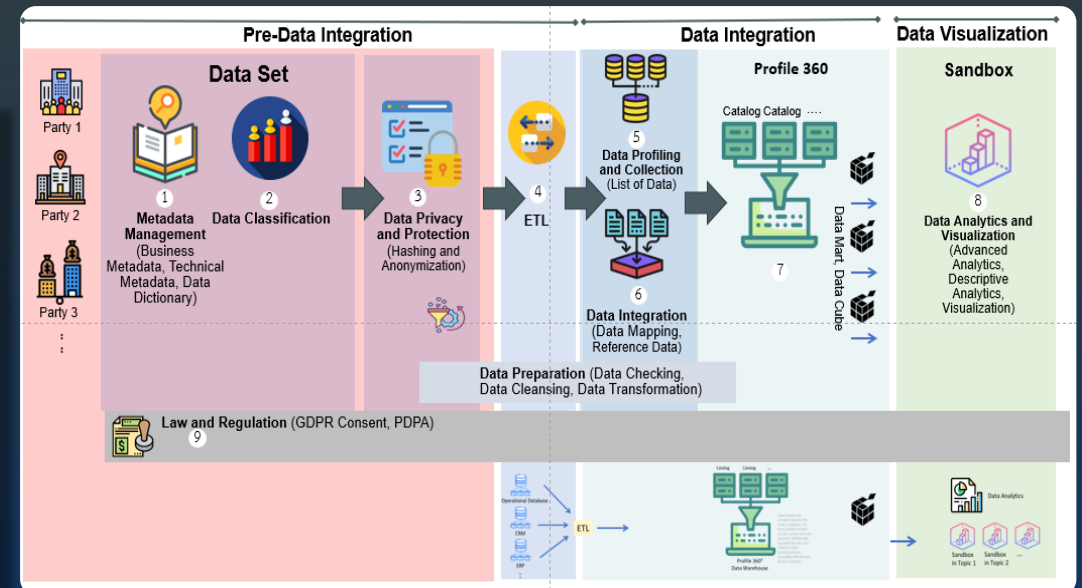 Pre-Data Integration
Data Integration
Data Visualization
Data Set
Profile 360
Sandbox
Party 1
Party 2
Party 3
:
:
1
Metadata
Management
(Business
Metadata, Technical
Metadata, Data
Dictionary)
2
Data Classification
3
Data Privacy
and Protection
(Hashing and
Anonymization)
4
ETL
5
Data Profiling
and Collection
(List of Data)
6
Data Integration
(Data Mapping,
Reference Data)
Catalog Catalog ....
7
Data Mart, Data Cube
8
Data Analytics and
Visualization
(Advanced
Analytics,
Descriptive
Analytics,
Visualization)
Data Preparation (Data Checking,
Data Cleansing, Data Transformation)
Law and Regulation (GDPR Consent, PDPA)
9
$
Operational Database
CRM
ERP
:
ETL
Catalog Catalog ...
Profile 360°
Data Warehouse
Data Analytics
Sandbox
in Topic 1
Sandbox
in Topic 2
...